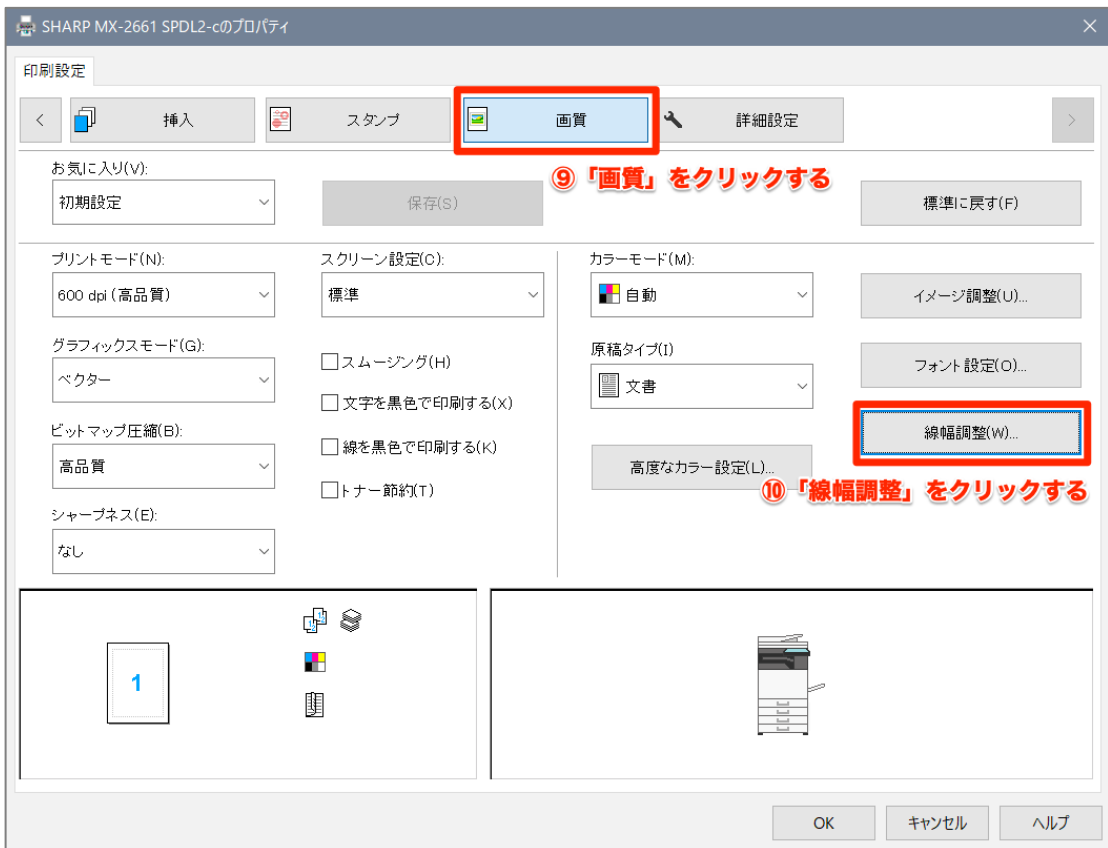 SHARP MX-2661 SPDL2-cのプロパティ
印刷設定
挿入
スタンプ
画質
詳細設定
⑨「画質」をクリックする
お気に入り(V):
初期設定
保存(S)
標準に戻す(F)
プリントモード(N):
600 dpi (高品質)
スクリーン設定(C):
標準
カラーモード(M):
自動
イメージ調整(U)...
グラフィックスモード(G):
ベクター
スムージング(H)
文字を黒色で印刷する(X)
原稿タイプ(I)
文書
フォント設定(O)...
ビットマップ圧縮(B):
高品質
線を黒色で印刷する(K)
トナー節約(T)
高度なカラー設定(L)...
線幅調整(W)...
⑩「線幅調整」をクリックする
シャープネス(E):
なし
1
OK
キャンセル
ヘルプ